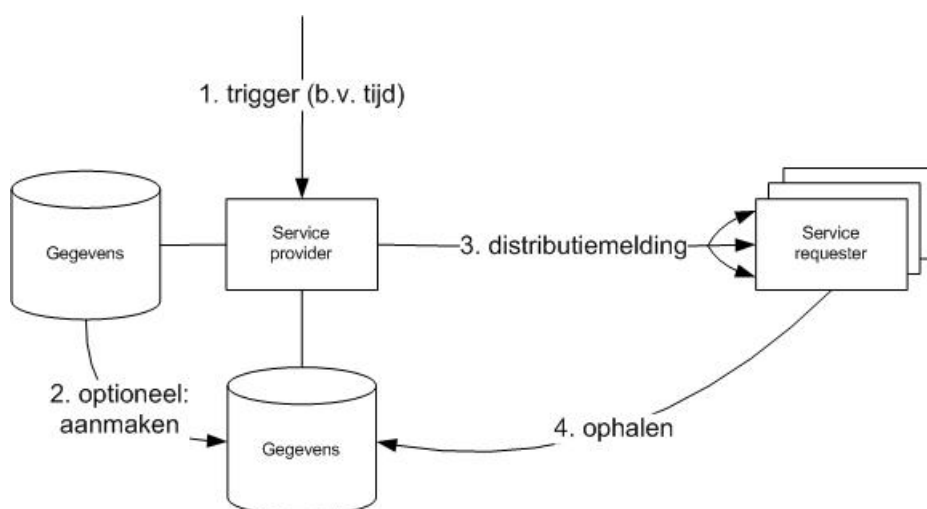 1. trigger (b.v. tijd)
Gegevens
Service
provider
3. distributiemelding
Service
requester
2. optioneel:
aanmaken
Gegevens
4. ophalen